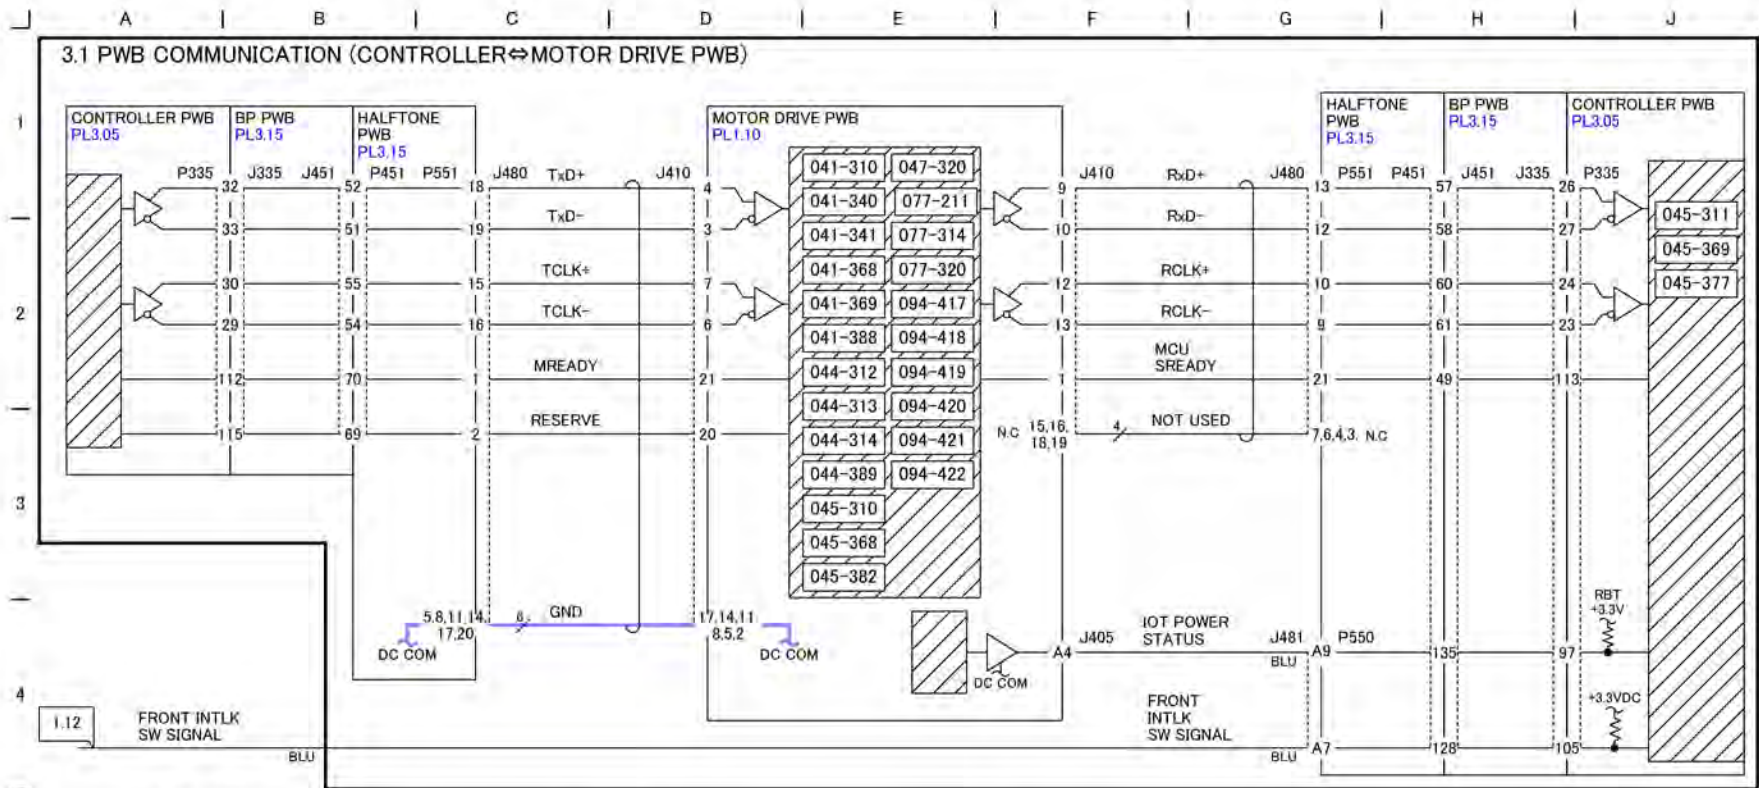 A B C D E F G H J
3.1 PWB COMMUNICATION (CONTROLLER⇔MOTOR DRIVE PWB)
1
2
3
4
CONTROLLER PWB
PL3.05
BP PWB
PL3.15
HALFTONE
PWB
PL3.15
MOTOR DRIVE PWB
PL1.10
HALFTONE
PWB
PL3.15
BP PWB
PL3.15
CONTROLLER PWB
PL3.05
P335 J335 J451 P451 P551 J480 TxD+ J410
32 52 18 4
TxD-
33 51 19 3
TCLK+
30 55 15 7
TCLK-
29 54 16 6
MREADY
112 70 1 21
RESERVE
115 69 2 20
5.8,11,14,
17,20
6
GND
17,14,11
8,5,2
DC COM
DC COM
041-310 047-320
041-340 077-211
041-341 077-314
041-368 077-320
041-369 094-417
041-388 094-418
044-312 094-419
044-313 094-420
044-314 094-421
044-389 094-422
045-310
045-368
045-382
J410 RxD+ J480 P551 P451 J451 J335 P335
9 13 57 26
RxD-
10 12 58 27
RCLK+
12 10 60 24
RCLK-
13 9 61 23
MCU
SREADY
1 21 49 113
N.C 15,16,
18,19
4
NOT USED
7,6,4,3. N.C
045-311
045-369
045-377
RBT
+3.3V
IOT POWER
STATUS
J405 J481 P550
A4 BLU A9 135 97
DC COM
+3.3VDC
1.12
FRONT INTLK
SW SIGNAL
BLU
FRONT
INTLK
SW SIGNAL
BLU A7 128 105